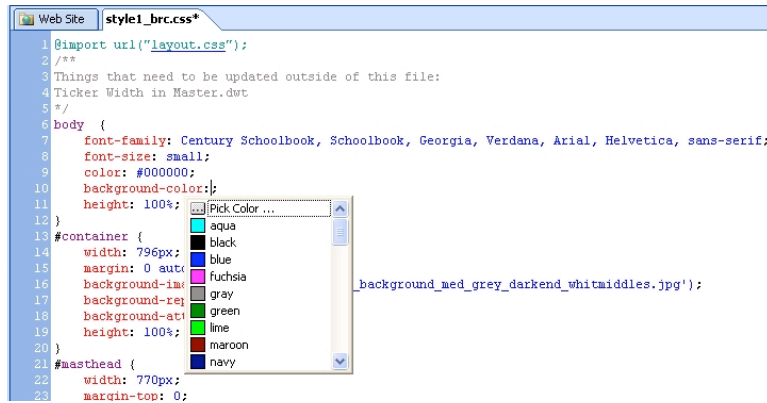 Web Site style1_brc.css*
1 @import url("layout.css");
2 /**
3 Things that need to be updated outside of this file:
4 Ticker Width in Master.dwt
5 */
6 body {
7 font-family: Century Schoolbook, Schoolbook, Georgia, Verdana, Arial, Helvetica, sans-serif;
8 font-size: small;
9 color: #000000;
10 background-color:;
11 height: 100%;
12 }
13 #container {
14 width: 796px;
15 margin: 0 aut
16 background-im _background_med_grey_darkend_whitmiddles.jpg');
17 background-rep
18 background-att
19 height: 100%;
20 }
21 #masthead {
22 width: 770px;
23 margin-top: 0;
... Pick Color ...
aqua
black
blue
fuchsia
gray
green
lime
maroon
navy